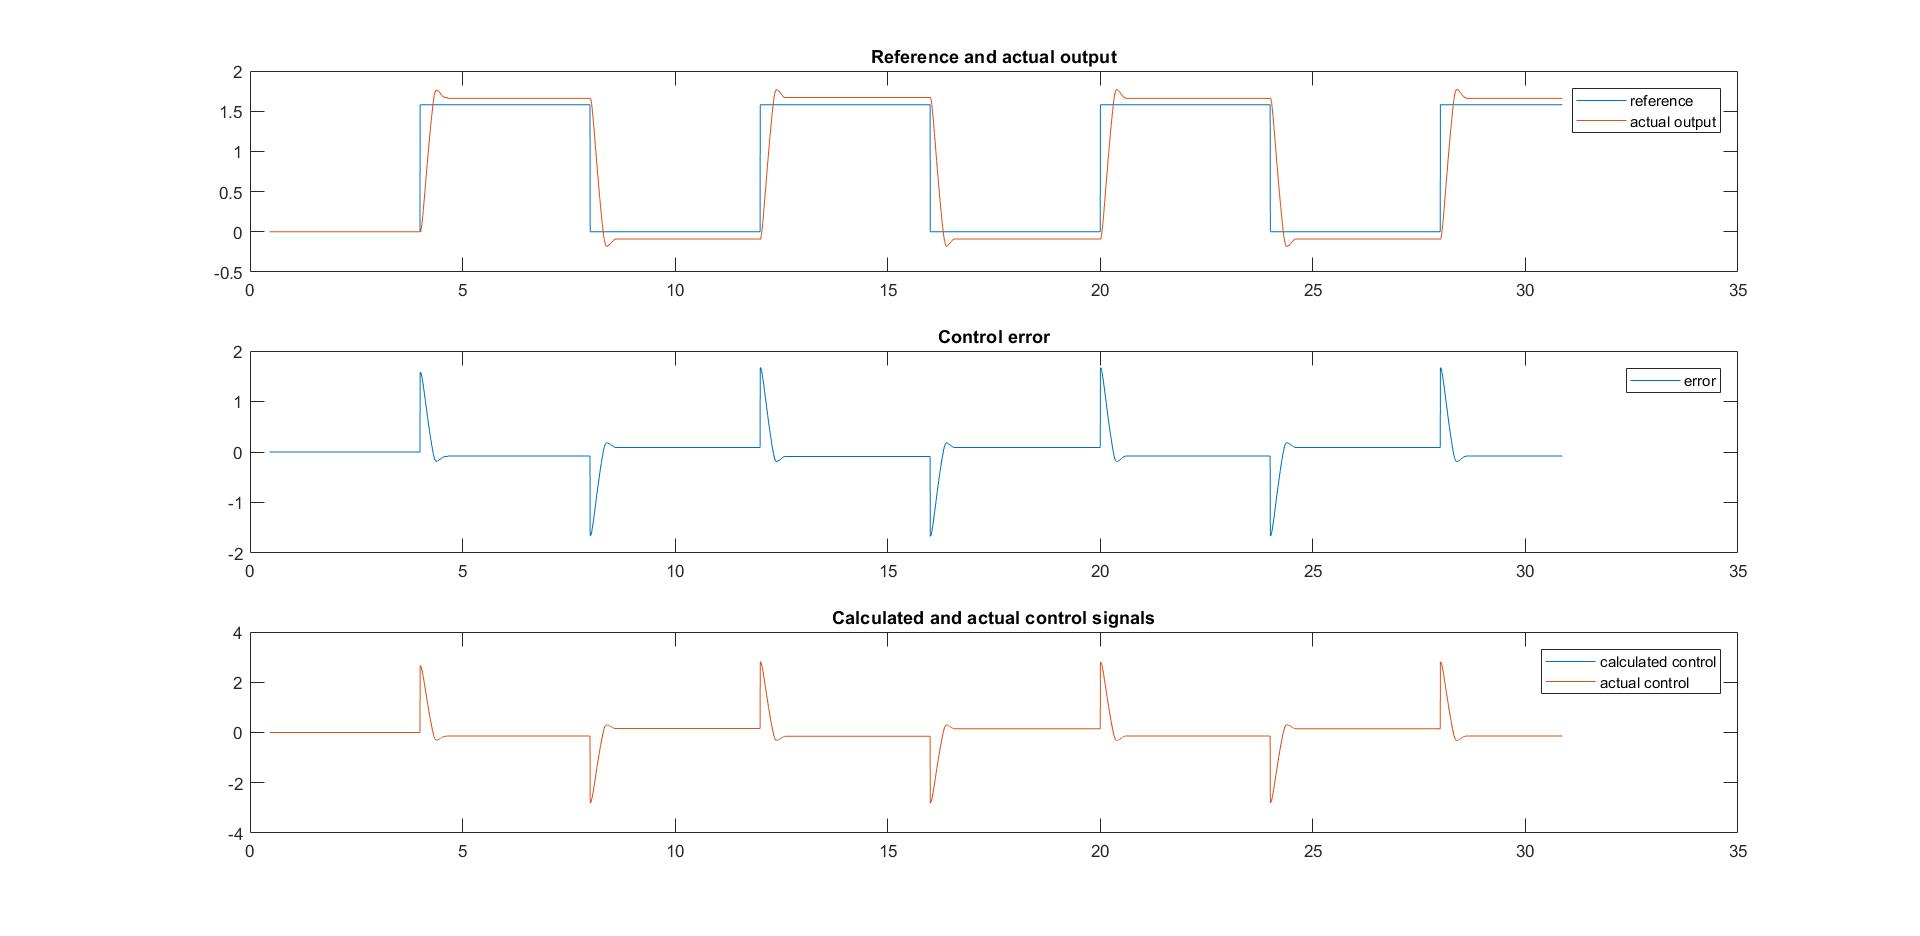 Reference and actual output
2
1.5
1
0.5
0
-0.5
reference
actual output
0 5 10 15 20 25 30 35
Control error
2
1
0
-1
-2
error
0 5 10 15 20 25 30 35
Calculated and actual control signals
4
2
0
-2
-4
calculated control
actual control
0 5 10 15 20 25 30 35